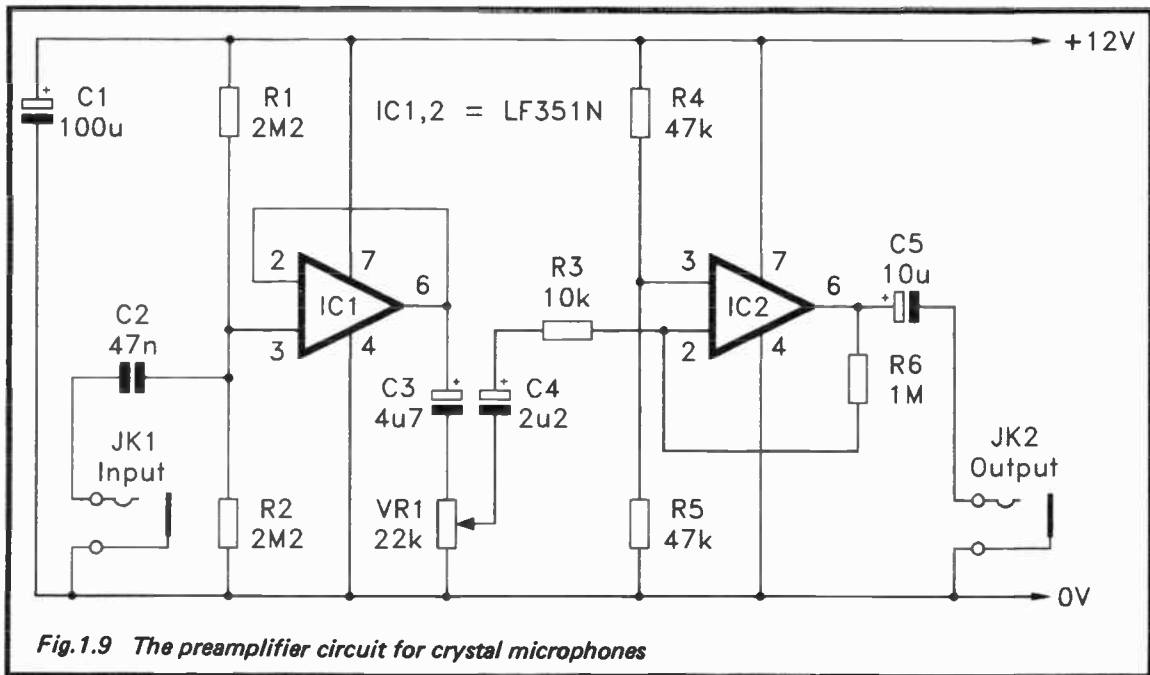 +12V
C1
100u
+
R1
2M2
IC1,2 = LF351N
R4
47k
2
7
6
IC1
3
4
C2
47n
R3
10k
3
7
6
IC2
2
4
C5
10u
+
C3
4u7
+
C4
2u2
+
R6
1M
JK1
Input
R2
2M2
VR1
22k
R5
47k
JK2
Output
0V
Fig.1.9 The preamplifier circuit for crystal microphones